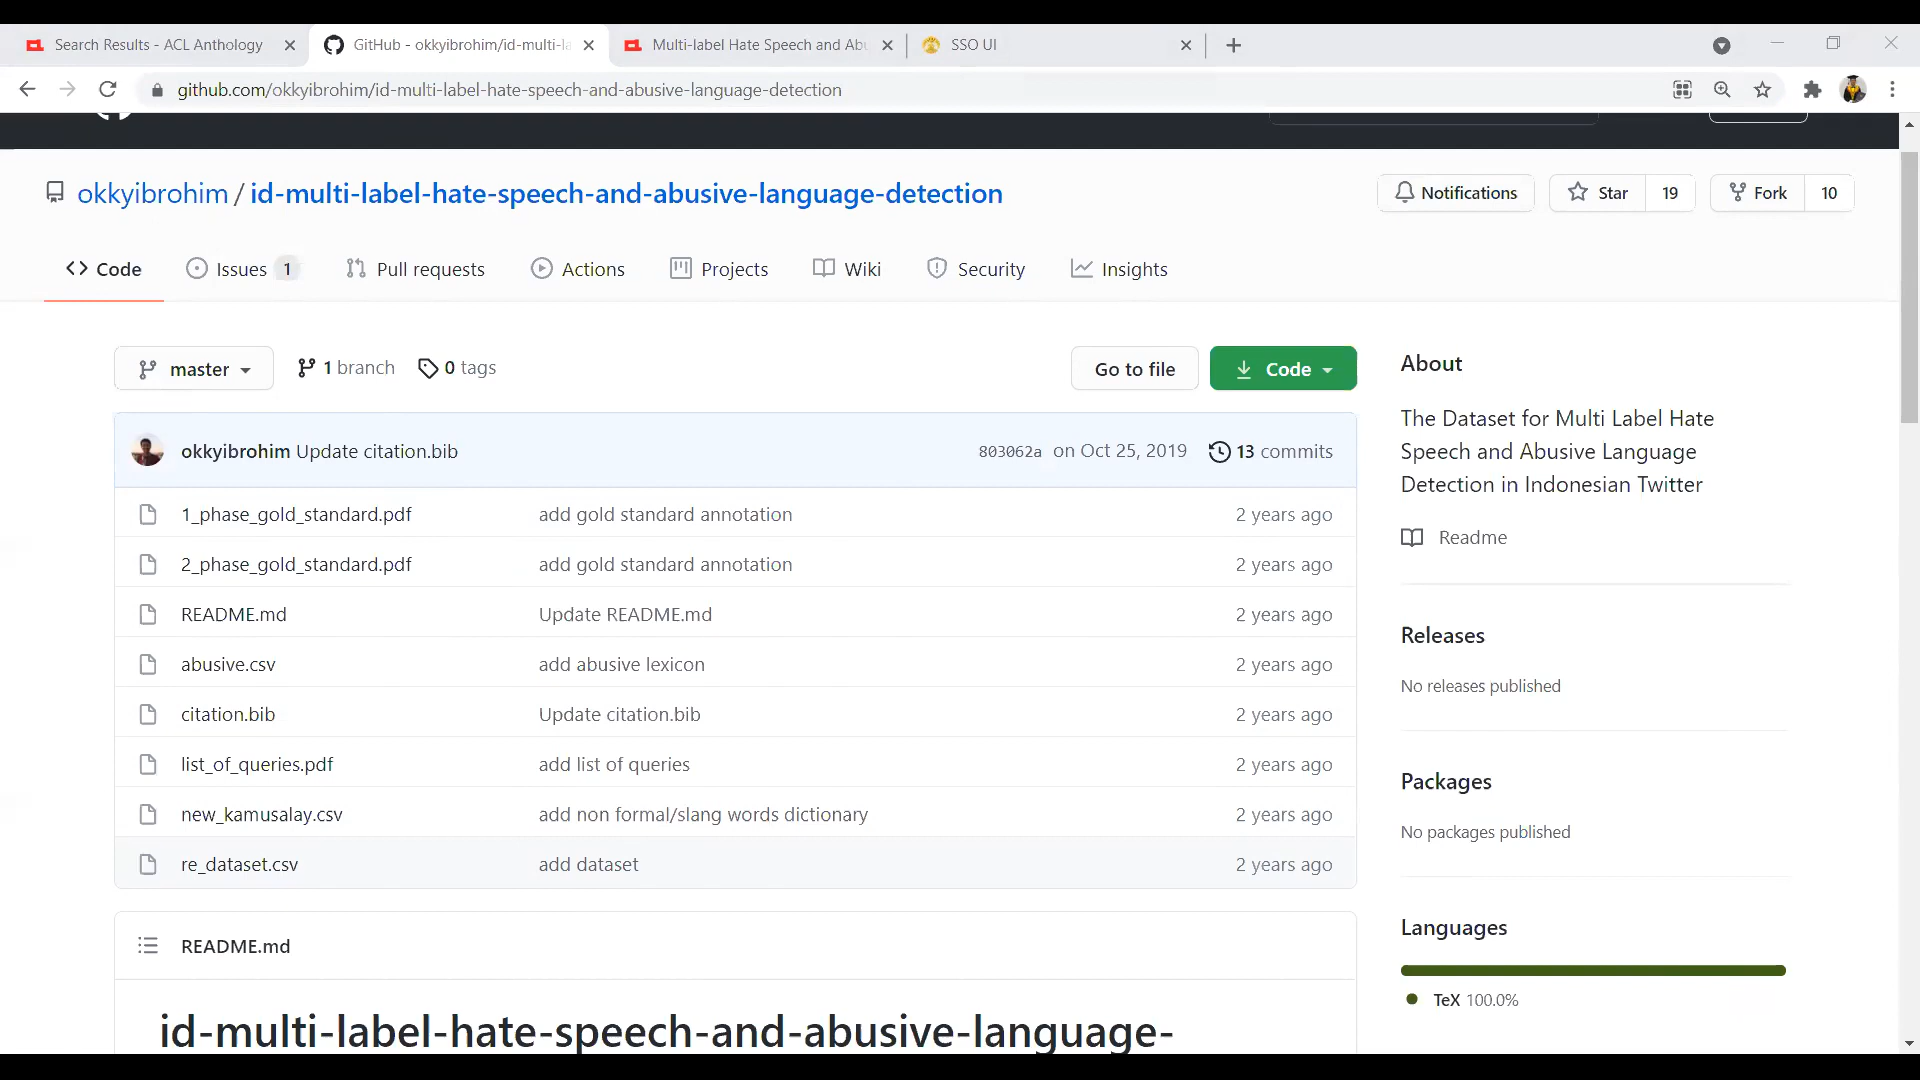 Search Results - ACL Anthology
GitHub - okkyibrohim/id-multi-la
Multi-label Hate Speech and Abu
SSO UI
github.com/okkyibrohim/id-multi-label-hate-speech-and-abusive-language-detection
okkyibrohim / id-multi-label-hate-speech-and-abusive-language-detection
Notifications
Star 19
Fork 10
Code
Issues 1
Pull requests
Actions
Projects
Wiki
Security
Insights
master
1 branch
0 tags
Go to file
Code
okkyibrohim Update citation.bib 803062a on Oct 25, 2019 13 commits
1_phase_gold_standard.pdf add gold standard annotation 2 years ago
2_phase_gold_standard.pdf add gold standard annotation 2 years ago
README.md Update README.md 2 years ago
abusive.csv add abusive lexicon 2 years ago
citation.bib Update citation.bib 2 years ago
list_of_queries.pdf add list of queries 2 years ago
new_kamusalay.csv add non formal/slang words dictionary 2 years ago
re_dataset.csv add dataset 2 years ago
README.md
id-multi-label-hate-speech-and-abusive-language-
About
The Dataset for Multi Label Hate
Speech and Abusive Language
Detection in Indonesian Twitter
Readme
Releases
No releases published
Packages
No packages published
Languages
TeX 100.0%